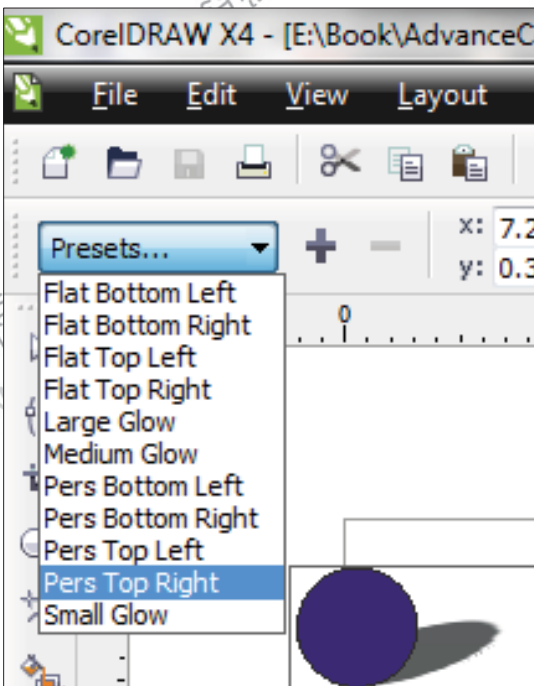 CorelDRAW X4 - [E:\Book\AdvanceC
File Edit View Layout
Presets... x: 7.2
y: 0.3
Flat Bottom Left
Flat Bottom Right
0
Flat Top Left
Flat Top Right
Large Glow
Medium Glow
Pers Bottom Left
Pers Bottom Right
Pers Top Left
Pers Top Right
Small Glow